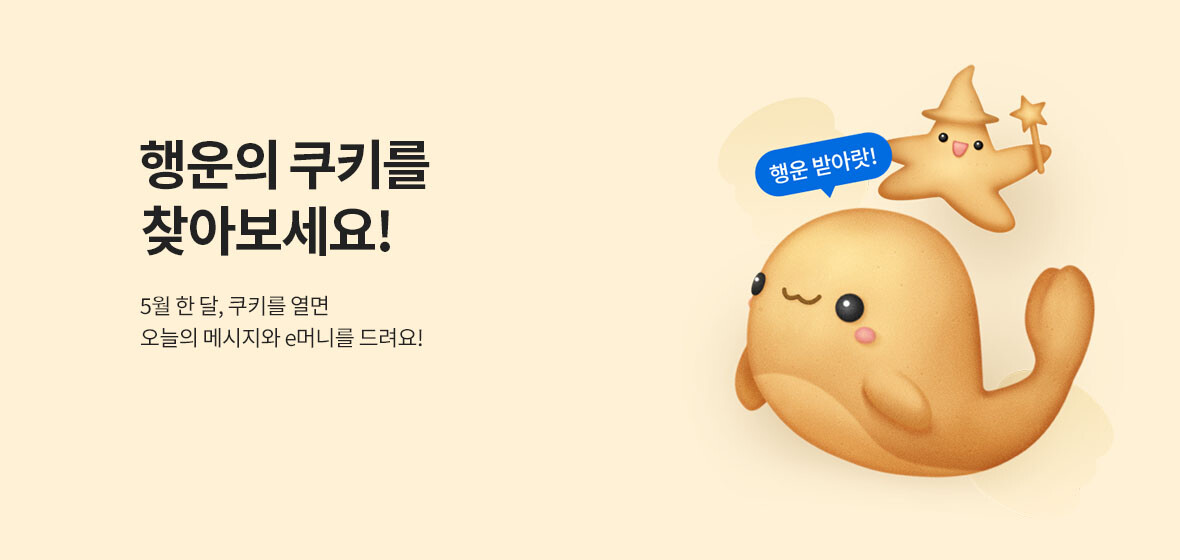 행운의 쿠키를
찾아보세요!
5월 한 달, 쿠키를 열면
오늘의 메시지와 e머니를 드려요!
행운 받아랏!